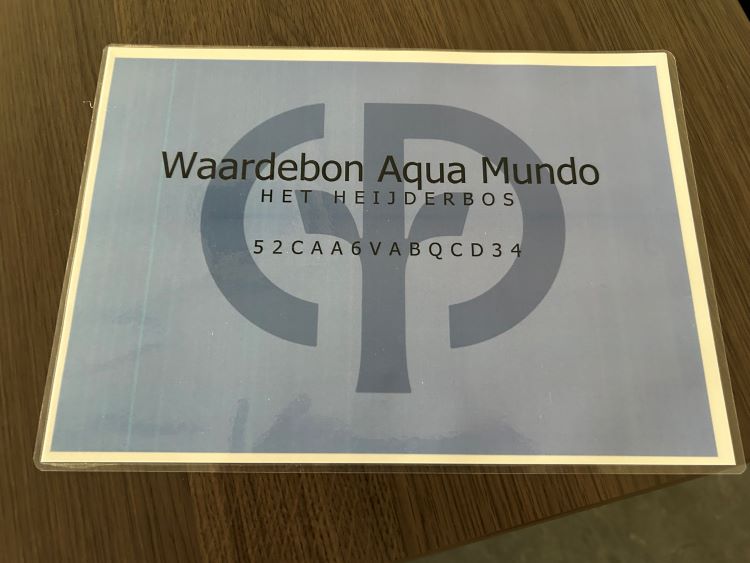 Waardebon Aqua Mundo
HET HEIJDERBOS
52CAA6VABQCD34